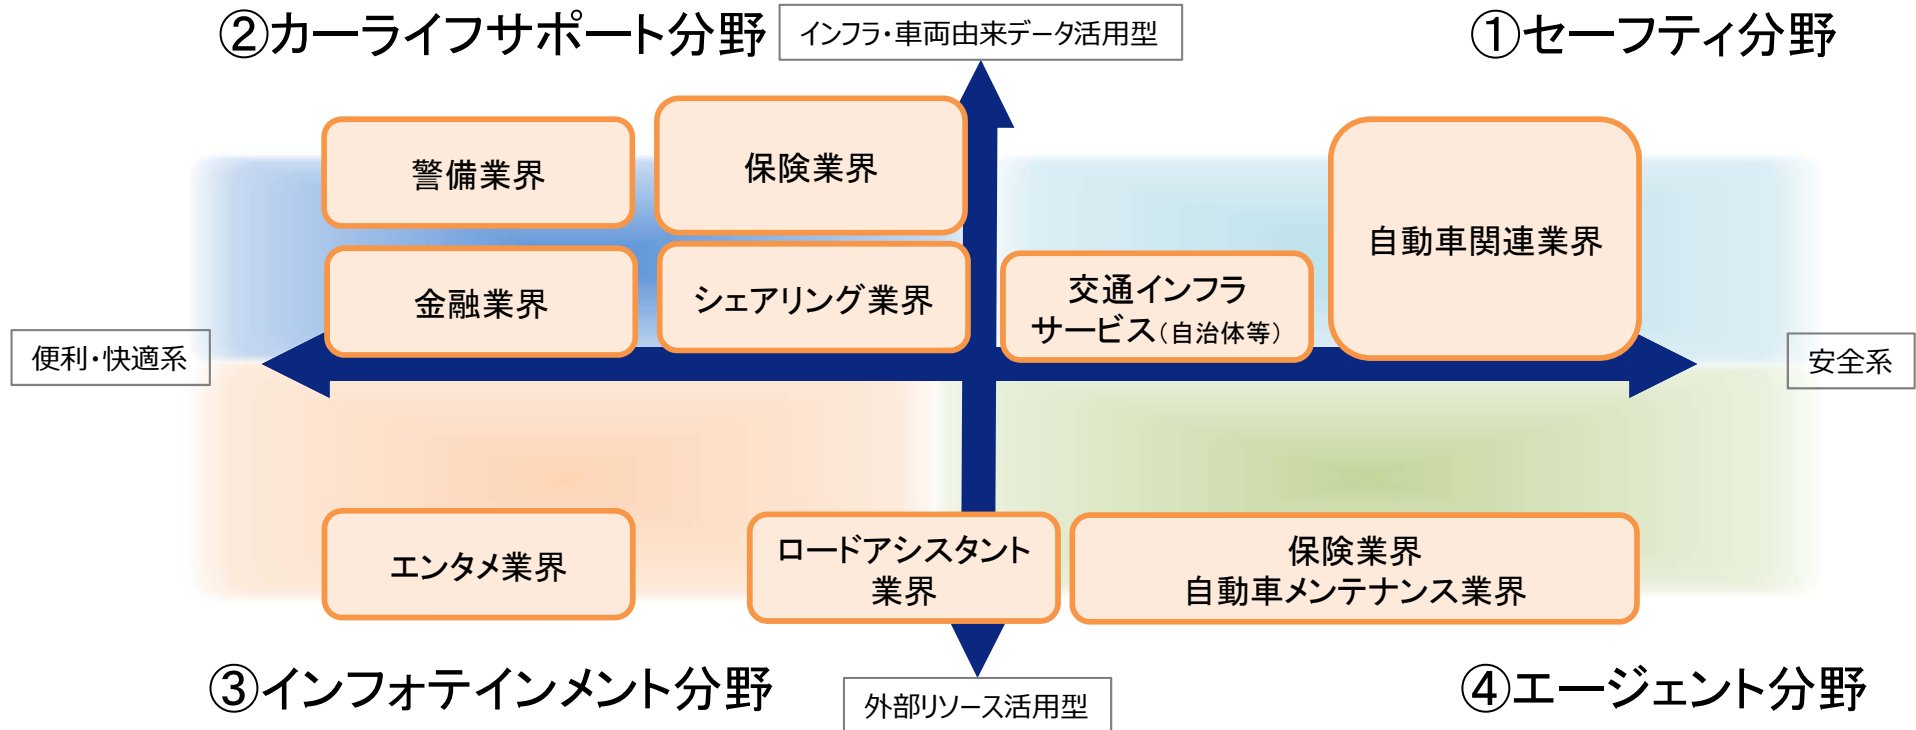 ②カーライフサポート分野
インフラ・車両由来データ活用型
①セーフティ分野
警備業界
保険業界
自動車関連業界
金融業界
シェアリング業界
交通インフラ
サービス（自治体等）
便利・快適系
安全系
エンタメ業界
ロードアシスタント
業界
保険業界
自動車メンテナンス業界
③インフォテインメント分野
外部リソース活用型
④エージェント分野